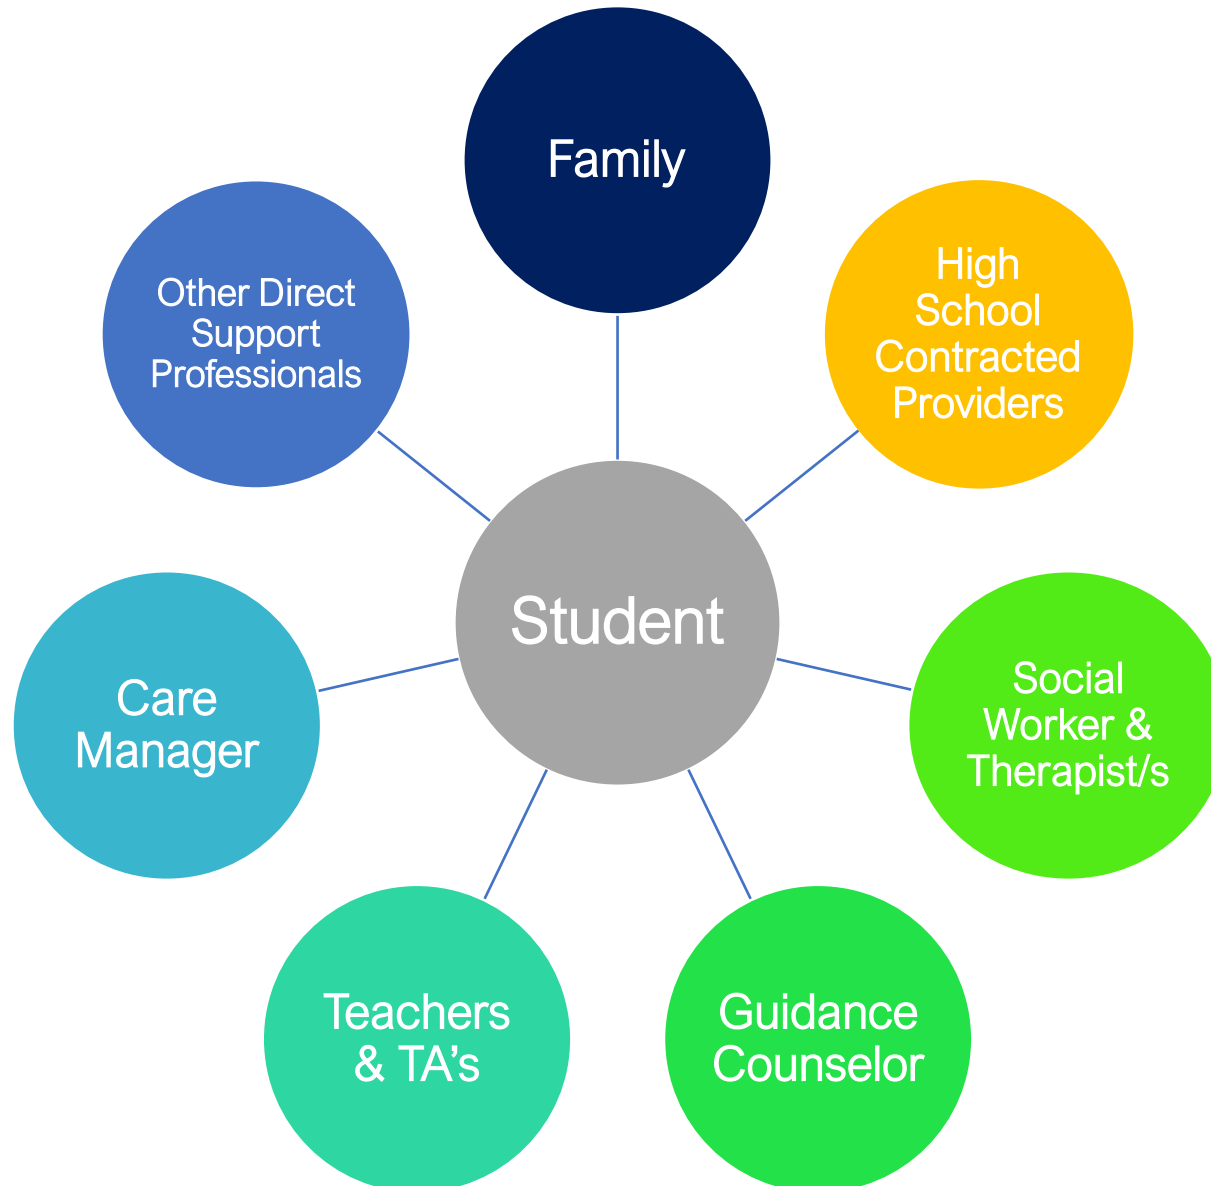 Family
High
School
Contracted
Providers
Social
Worker &
Therapist/s
Guidance
Counselor
Teachers
& TA’s
Care
Manager
Other Direct
Support
Professionals
Student